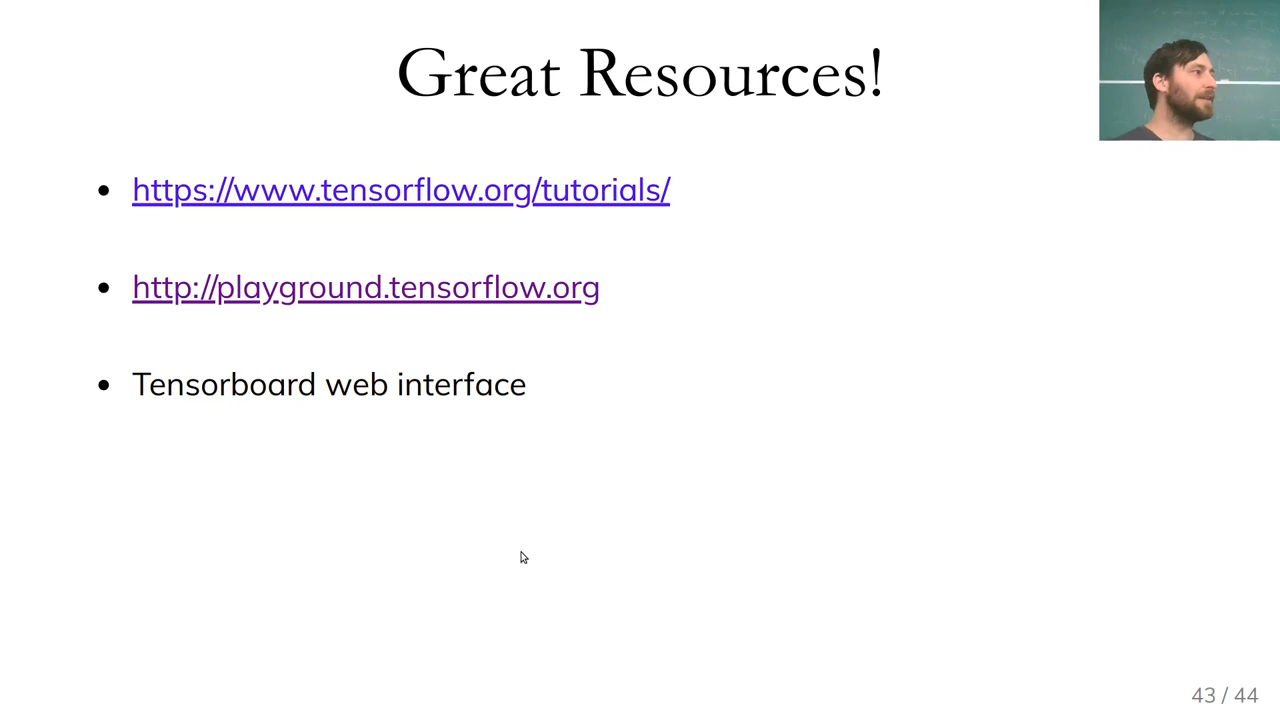 Great Resources!
https://www.tensorflow.org/tutorials/
http://playground.tensorflow.org
Tensorboard web interface
43 / 44